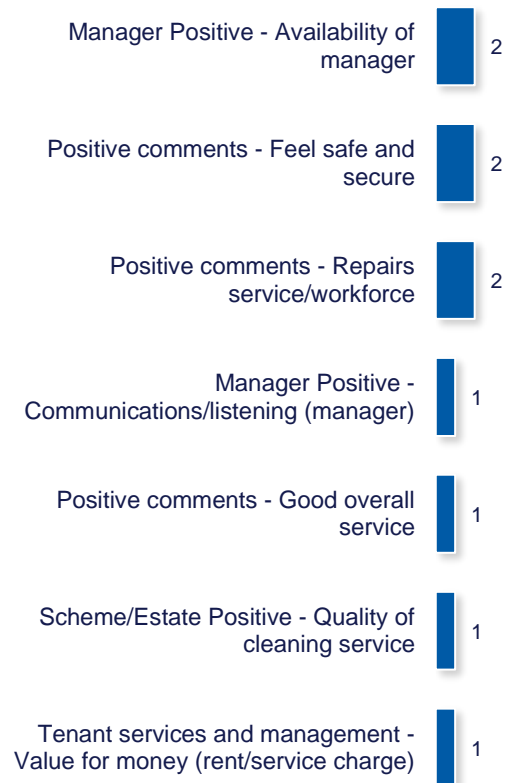 Manager Positive - Availability of
manager
2
Positive comments - Feel safe and
secure
2
Positive comments - Repairs
service/workforce
2
Manager Positive -
Communications/listening (manager)
1
Positive comments - Good overall
service
1
Scheme/Estate Positive - Quality of
cleaning service
1
Tenant services and management -
Value for money (rent/service charge)
1